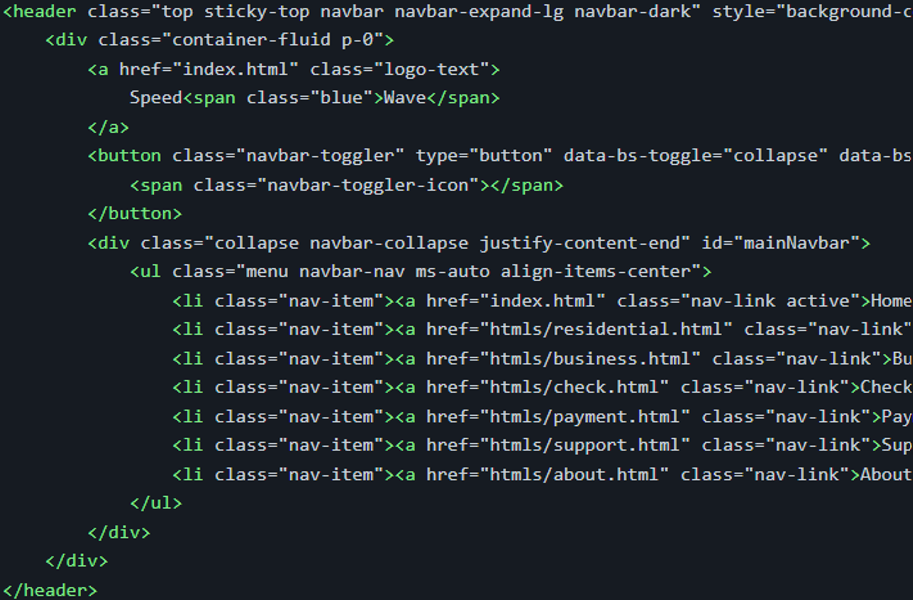 <header class="top sticky-top navbar navbar-expand-lg navbar-dark" style="background-c
<div class="container-fluid p-0">
<a href="index.html" class="logo-text">
Speed<span class="blue">Wave</span>
</a>
<button class="navbar-toggler" type="button" data-bs-toggle="collapse" data-bs
<span class="navbar-toggler-icon"></span>
</button>
<div class="collapse navbar-collapse justify-content-end" id="mainNavbar">
<ul class="menu navbar-nav ms-auto align-items-center">
<li class="nav-item"><a href="index.html" class="nav-link active">Home
<li class="nav-item"><a href="htmls/residential.html" class="nav-link"
<li class="nav-item"><a href="htmls/business.html" class="nav-link">Bu
<li class="nav-item"><a href="htmls/check.html" class="nav-link">Check
<li class="nav-item"><a href="htmls/payment.html" class="nav-link">Pay
<li class="nav-item"><a href="htmls/support.html" class="nav-link">Sup
<li class="nav-item"><a href="htmls/about.html" class="nav-link">About
</ul>
</div>
</div>
</header>